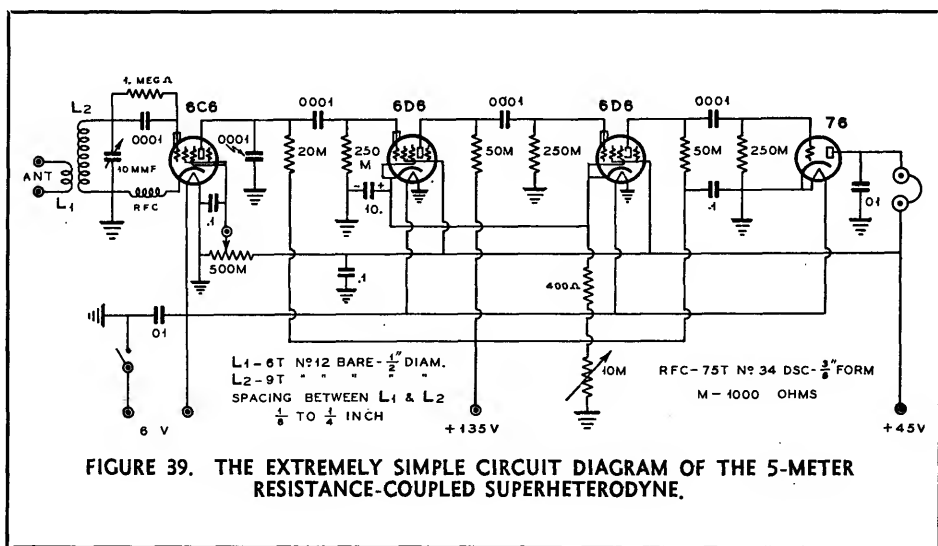 1. MEG Ω
L2
6C6
0001
6D6
0001
6D6
0001
76
0001
0001
20M
250 M
50M
250M
50M
250M
10 MMF
ANT
L1
RFC
.1
- +
10.
.1
01
500M
.1
400Ω
01
10M
L1-6T Nº12 BARE-1/2" DIAM.
L2-9T " " " " "
SPACING BETWEEN L1 & L2
1/8 TO 1/4 INCH
RFC-75T Nº 34 DSC-3/8" FORM
M-1000 OHMS
6 V
+135V
+45V
FIGURE 39. THE EXTREMELY SIMPLE CIRCUIT DIAGRAM OF THE 5-METER
RESISTANCE-COUPLED SUPERHETERODYNE.